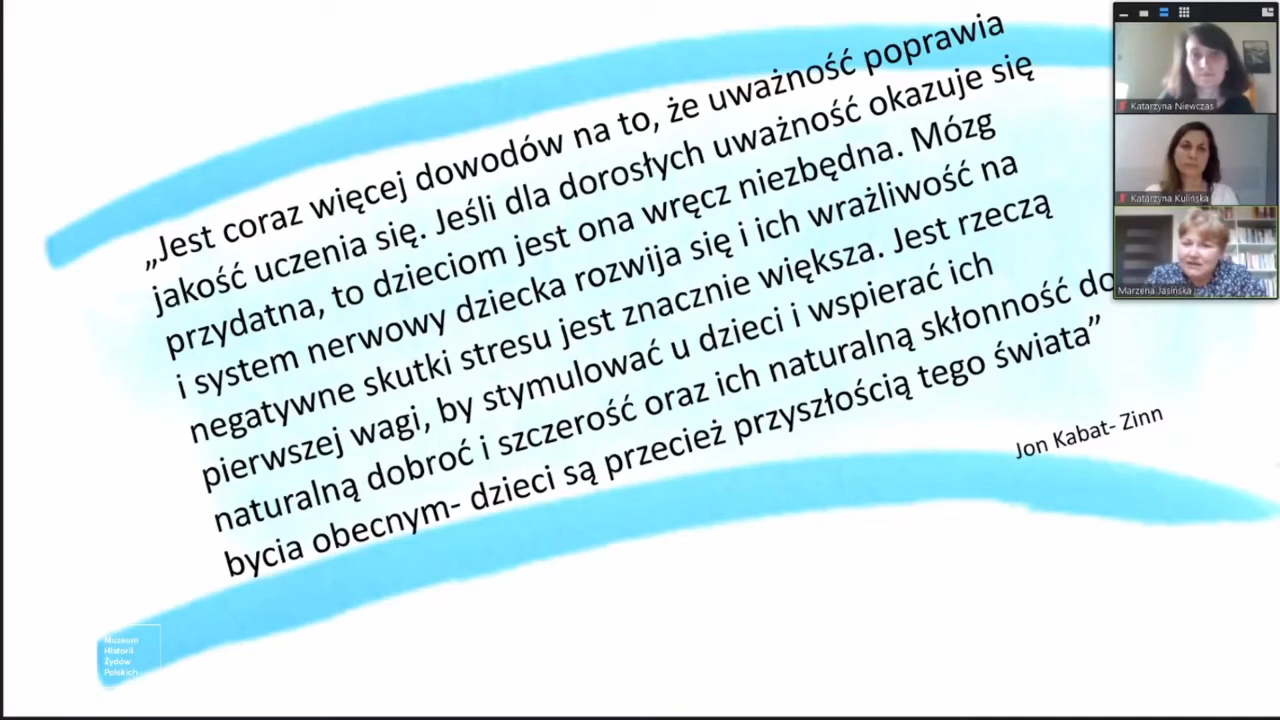 „Jest coraz więcej dowodów na to, że uważność poprawia
jakość uczenia się. Jeśli dla dorosłych uważność okazuje się
przydatna, to dzieciom jest ona wręcz niezbędna. Mózg
i system nerwowy dziecka rozwija się i ich wrażliwość na
negatywne skutki stresu jest znacznie większa. Jest rzeczą
pierwszej wagi, by stymulować u dzieci i wspierać ich
naturalną dobroć i szczerość oraz ich naturalną skłonność do
bycia obecnym- dzieci są przecież przyszłością tego świata”
Jon Kabat- Zinn
Katarzyna Niewczas
Katarzyna Kulińska
Marzena Jasińska
Muzeum
Historii
Żydów
Polskich